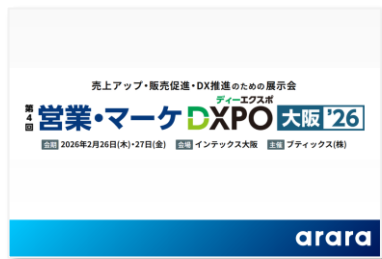 売上アップ・販売促進・DX推進のための展示会
ディーエクスポ
第4回 営業・マーケ DXPO 大阪 '26
会期 2026年2月26日(木)・27日(金) 会場 インテックス大阪 主催 ブティックス(株)
arara